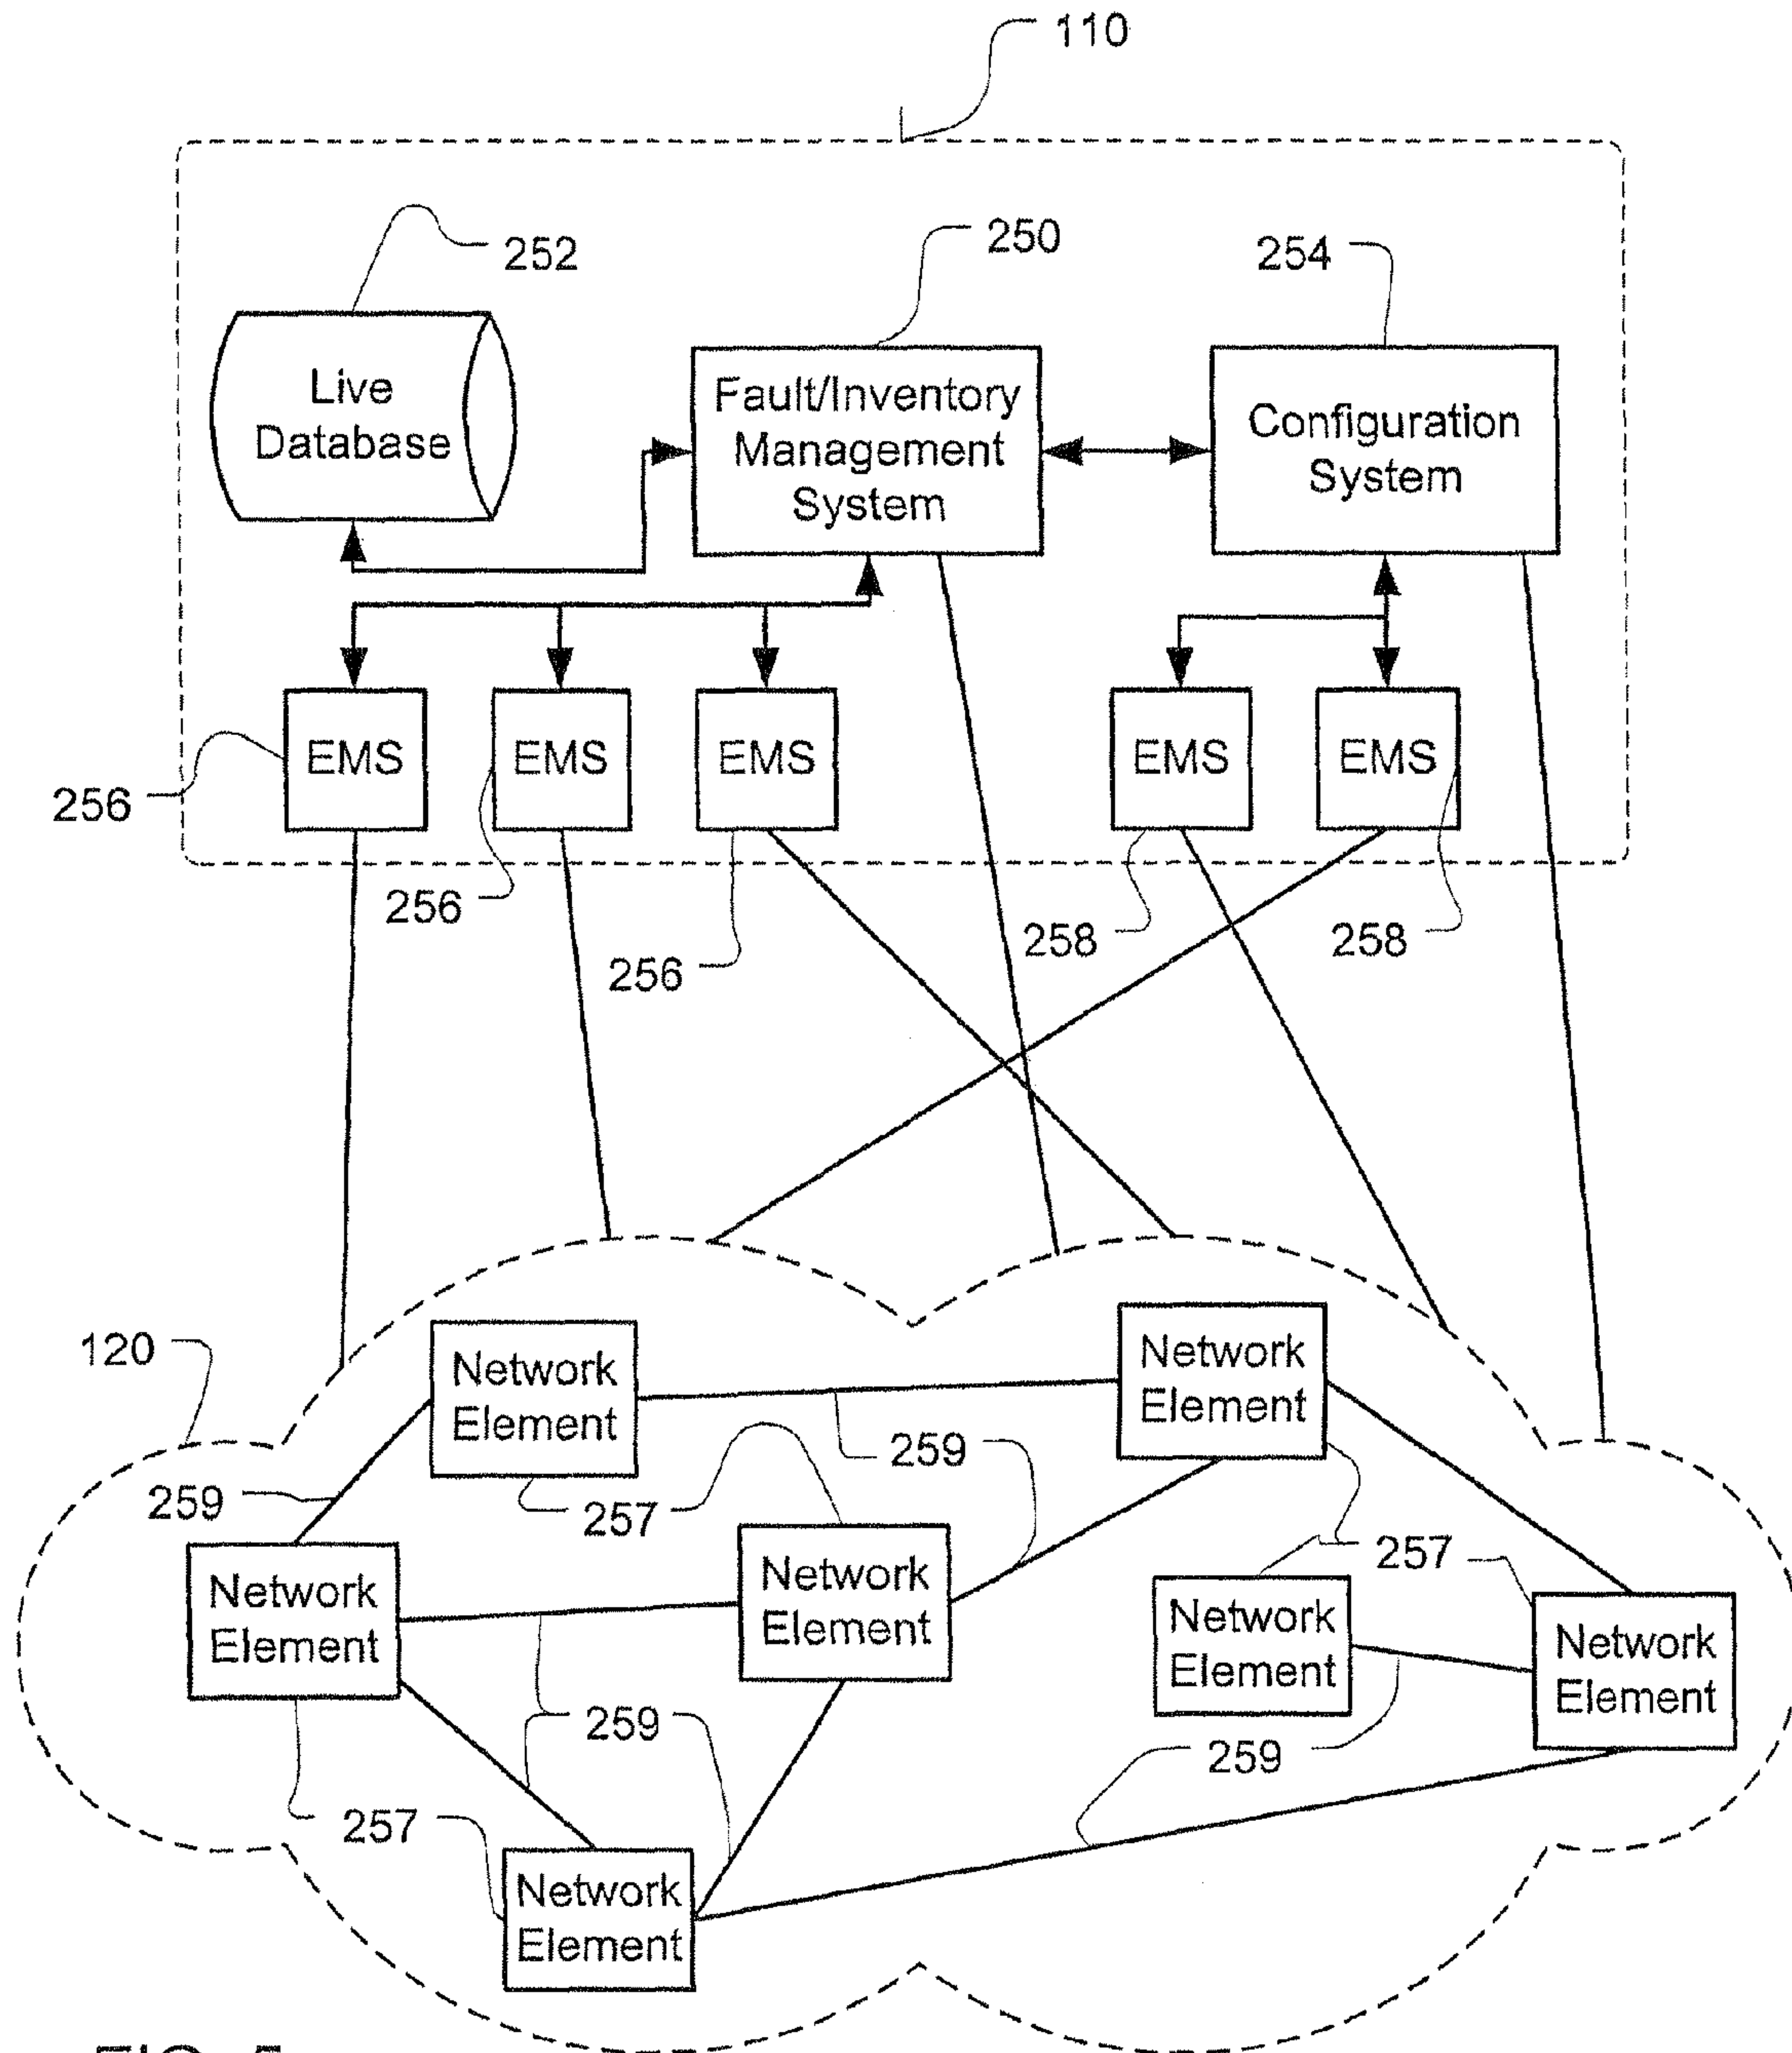 110
252
250
254
Live
Database
Fault/Inventory
Management
System
Configuration
System
EMS
EMS
EMS
EMS
EMS
256
256
256
258
258
120
Network
Element
Network
Element
259
259
257
Network
Element
Network
Element
257
Network
Element
Network
Element
259
259
257
Network
Element